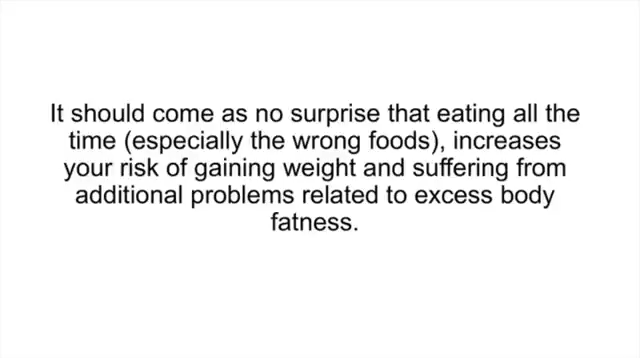 It should come as no surprise that eating all the
time (especially the wrong foods), increases
your risk of gaining weight and suffering from
additional problems related to excess body
fatness.